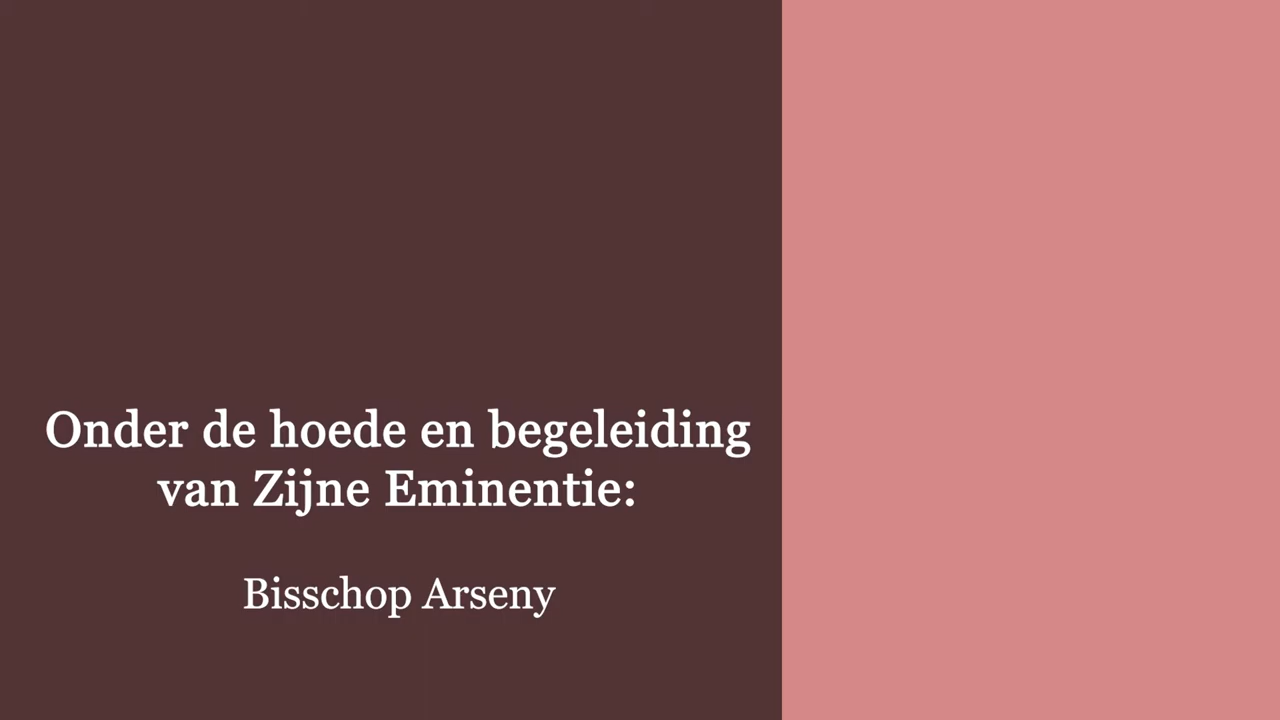 Onder de hoede en begeleiding
van Zijne Eminentie:
Bisschop Arseny